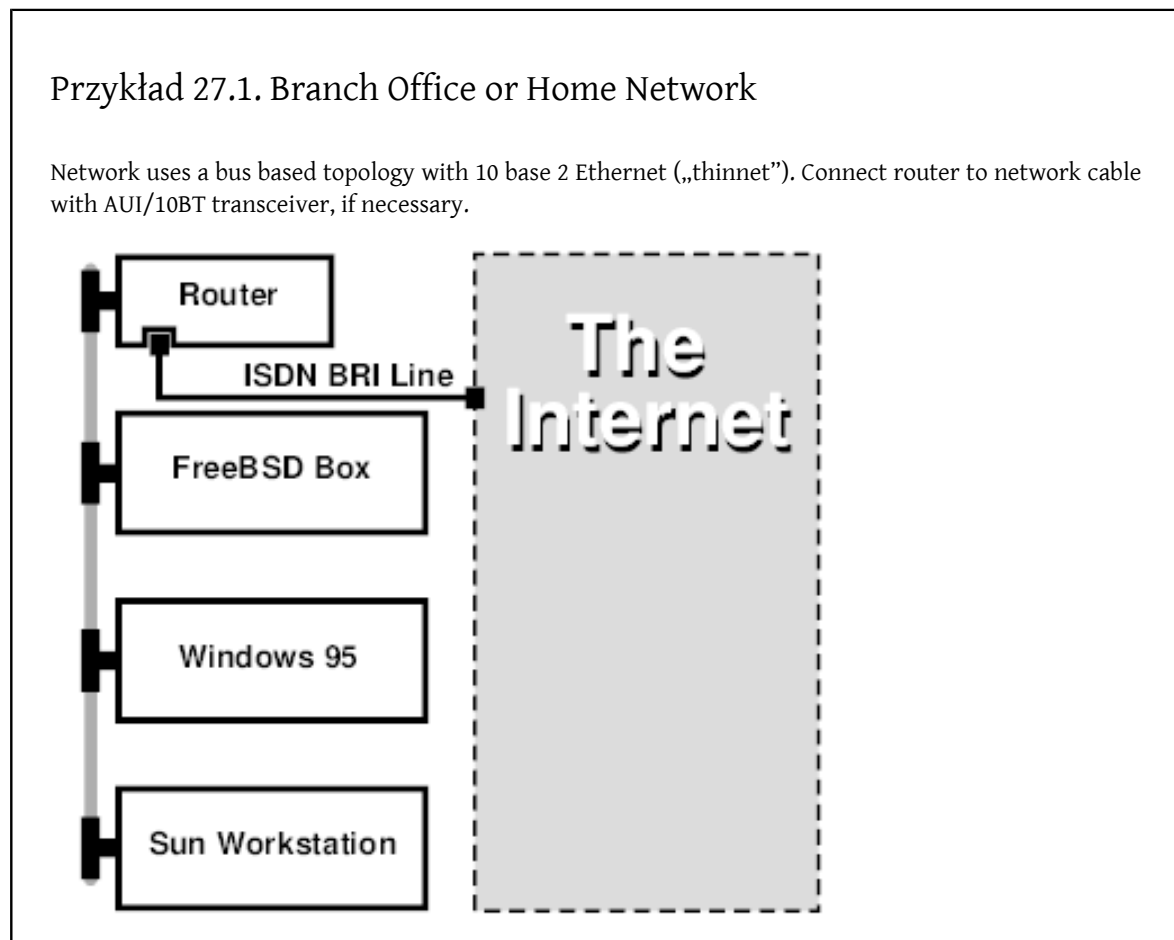 Przykład 27.1. Branch Office or Home Network
Network uses a bus based topology with 10 base 2 Ethernet („thinnet”). Connect router to network cable
with AUI/10BT transceiver, if necessary.
Router
ISDN BRI Line
The
Internet
FreeBSD Box
Windows 95
Sun Workstation